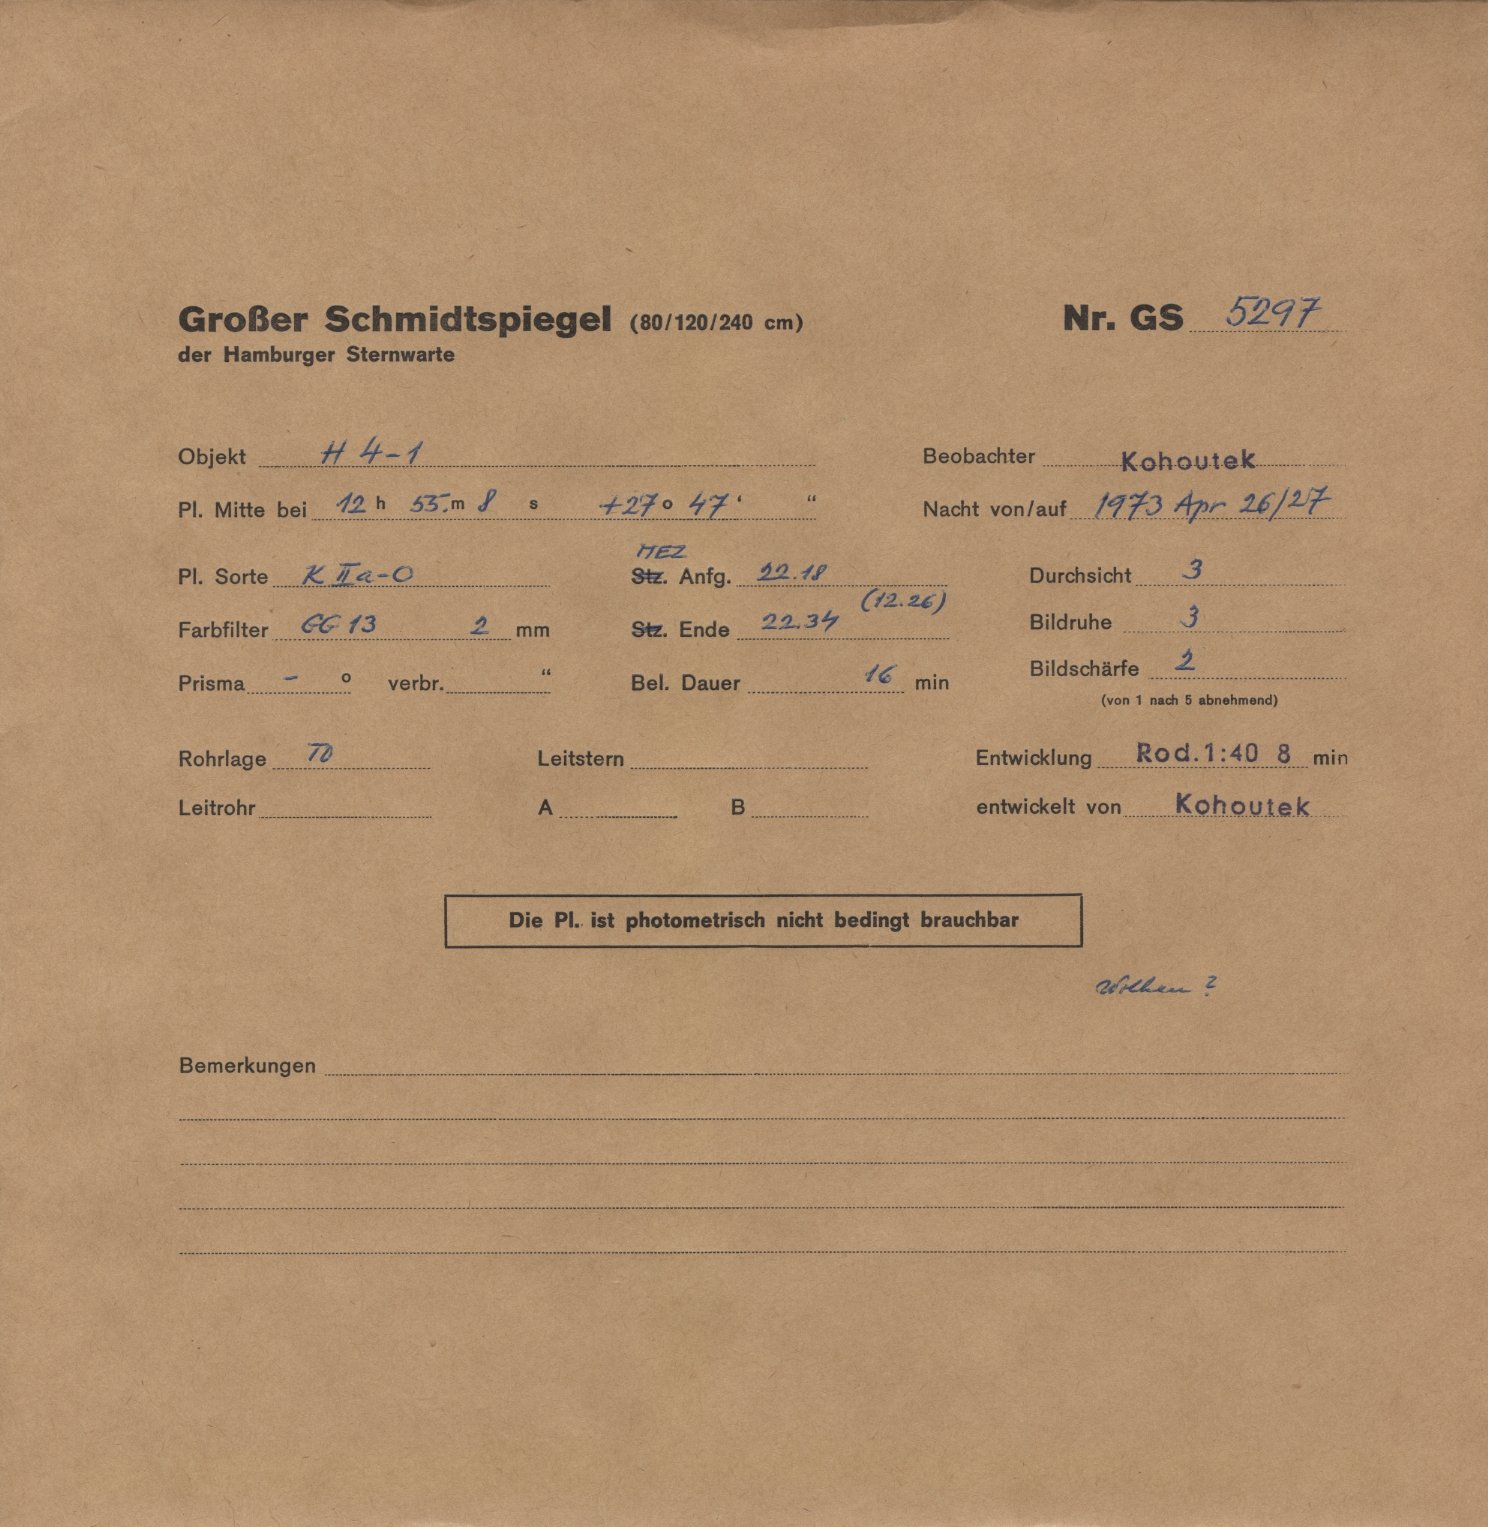 Großer Schmidtspiegel (80/120/240 cm) Nr. GS 5297
der Hamburger Sternwarte
Objekt H 4-1 Beobachter Kohoutek
Pl. Mitte bei 12 h 55. m 8 s +27 o 47 ‘ “ Nacht von/auf 1973 Apr 26/27
MEZ
Pl. Sorte K IIa-O Stz. Anfg. 22.18 Durchsicht 3
(12.26)
Farbfilter GG 13 2 mm Stz. Ende 22.34 Bildruhe 3
Prisma – o verbr. “ Bel. Dauer 16 min Bildschärfe 2
(von 1 nach 5 abnehmend)
Rohrlage TO Leitstern Entwicklung Rod.1:40 8 min
Leitrohr A B entwickelt von Kohoutek
Die Pl. ist photometrisch nicht bedingt brauchbar
Wolken ?
Bemerkungen